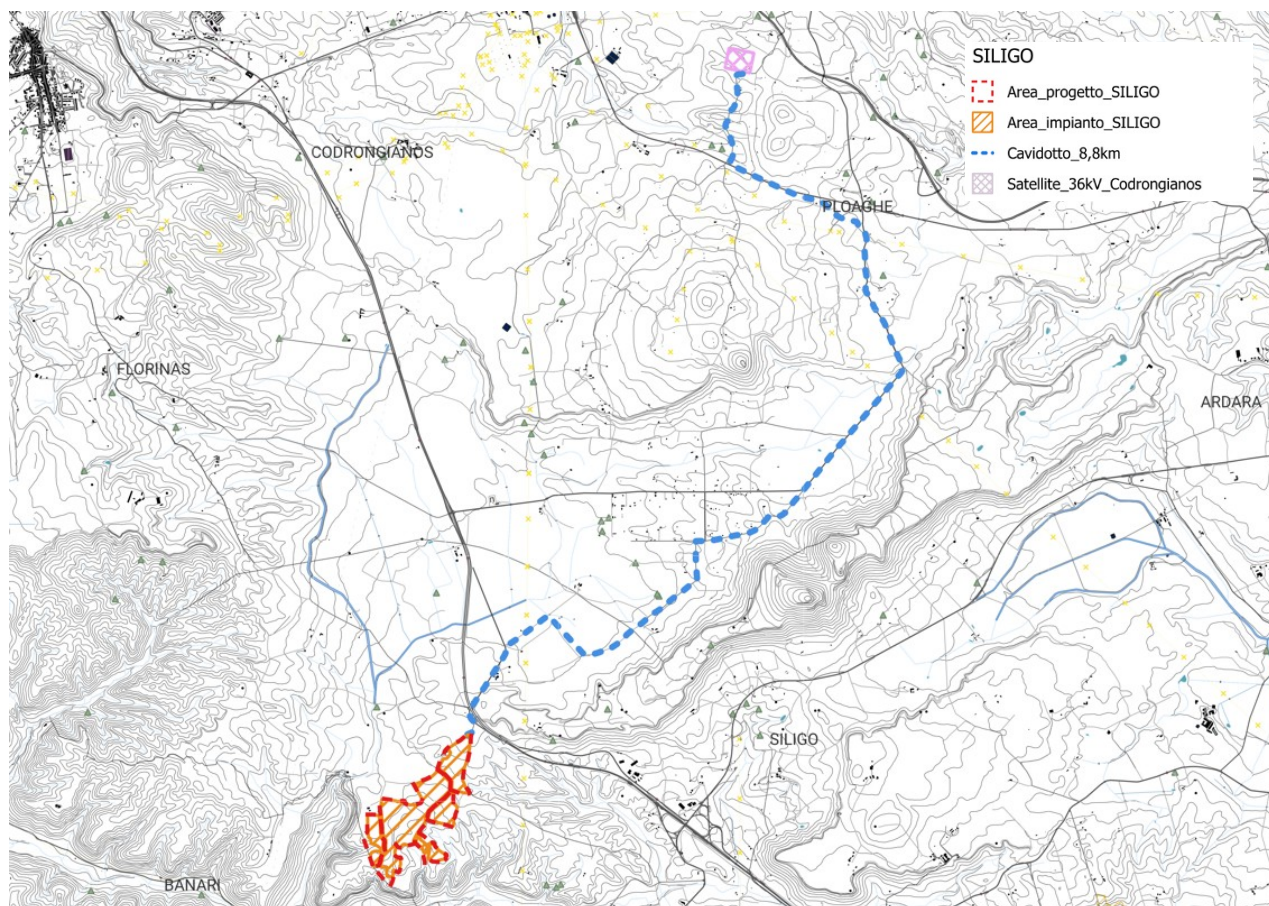 SILIGO
Area_progetto_SILIGO
Area_impianto_SILIGO
Cavidotto_8,8km
Satellite_36kV_Codrongianos
CODRONGIANOS
PLOAGHE
FLORINAS
ARDARA
SILIGO
BANARI